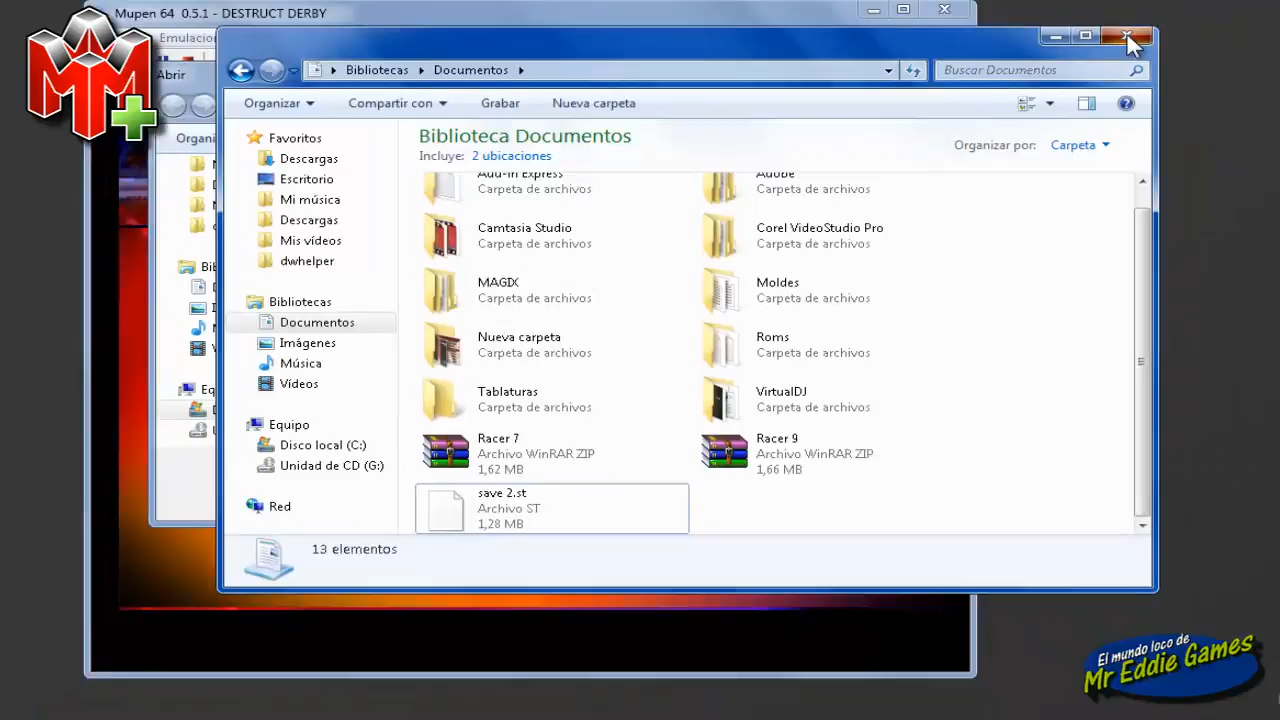 Mupen 64 0.5.1 - DESTRUCT DERBY
Emulacion
Abrir
Bibliotecas Documentos
Buscar Documentos
Organizar Compartir con Grabar Nueva carpeta
Organi
Biblioteca Documentos
Incluye: 2 ubicaciones
Organizar por: Carpeta
Favoritos
Descargas
Escritorio
Mi música
Descargas
Mis vídeos
dwhelper
Bibliotecas
Documentos
Imágenes
Música
Vídeos
Equipo
Disco local (C:)
Unidad de CD (G:)
Red
Bib
Eq
Add-in Express
Carpeta de archivos
Adobe
Carpeta de archivos
Camtasia Studio
Carpeta de archivos
Corel VideoStudio Pro
Carpeta de archivos
MAGIX
Carpeta de archivos
Moldes
Carpeta de archivos
Nueva carpeta
Carpeta de archivos
Roms
Carpeta de archivos
Tablaturas
Carpeta de archivos
VirtualDJ
Carpeta de archivos
Racer 7
Archivo WinRAR ZIP
1,62 MB
Racer 9
Archivo WinRAR ZIP
1,66 MB
save 2.st
Archivo ST
1,28 MB
13 elementos
El mundo loco de
Mr Eddie Games